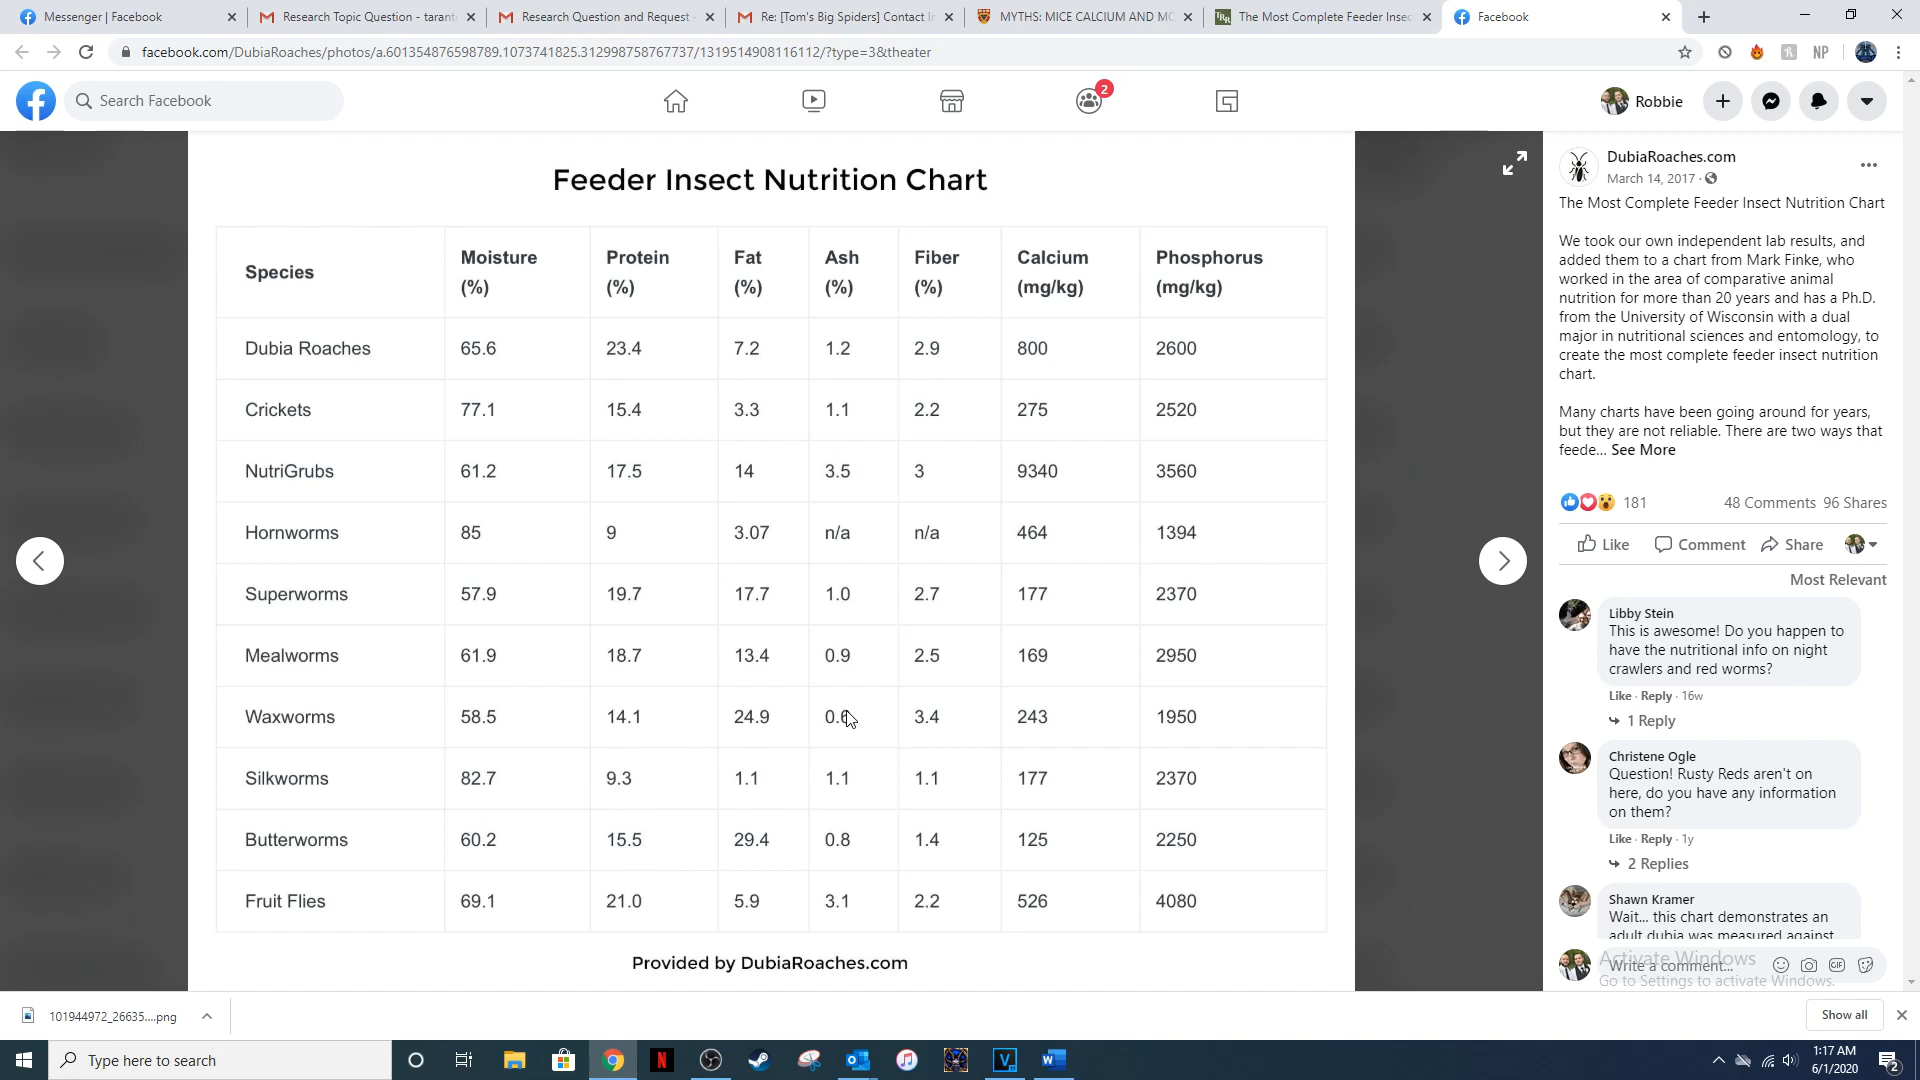 Messenger | Facebook
Research Topic Question - tarant
Research Question and Request -
Re: [Tom's Big Spiders] Contact I
MYTHS: MICE CALCIUM AND MO
The Most Complete Feeder Insec
Facebook
facebook.com/DubiaRoaches/photos/a.601354876598789.1073741825.312998758767737/1319514908116112/?type=3&theater
NP
Search Facebook
2
Robbie
Feeder Insect Nutrition Chart
Species Moisture (%) Protein (%) Fat (%) Ash (%) Fiber (%) Calcium (mg/kg) Phosphorus (mg/kg)
Dubia Roaches 65.6 23.4 7.2 1.2 2.9 800 2600
Crickets 77.1 15.4 3.3 1.1 2.2 275 2520
NutriGrubs 61.2 17.5 14 3.5 3 9340 3560
Hornworms 85 9 3.07 n/a n/a 464 1394
Superworms 57.9 19.7 17.7 1.0 2.7 177 2370
Mealworms 61.9 18.7 13.4 0.9 2.5 169 2950
Waxworms 58.5 14.1 24.9 3.4 243 1950
Silkworms 82.7 9.3 1.1 1.1 1.1 177 2370
Butterworms 60.2 15.5 29.4 0.8 1.4 125 2250
Fruit Flies 69.1 21.0 5.9 3.1 2.2 526 4080
Provided by DubiaRoaches.com
DubiaRoaches.com
March 14, 2017 ·
The Most Complete Feeder Insect Nutrition Chart
We took our own independent lab results, and
added them to a chart from Mark Finke, who
worked in the area of comparative animal
nutrition for more than 20 years and has a Ph.D.
from the University of Wisconsin with a dual
major in nutritional sciences and entomology, to
create the most complete feeder insect nutrition
chart.
Many charts have been going around for years,
but they are not reliable. There are two ways that
feede... See More
181 48 Comments 96 Shares
Like Comment Share
Most Relevant
Libby Stein
This is awesome! Do you happen to
have the nutritional info on night
crawlers and red worms?
Like · Reply · 16w
1 Reply
Christene Ogle
Question! Rusty Reds aren't on
here, do you have any information
on them?
Like · Reply · 1y
2 Replies
Shawn Kramer
Wait... this chart demonstrates an
adult dubia was measured against
Write a comment...
GIF
Activate Windows
Go to Settings to activate Windows.
101944972_26635....png
Show all
Type here to search
1:17 AM
6/1/2020
2